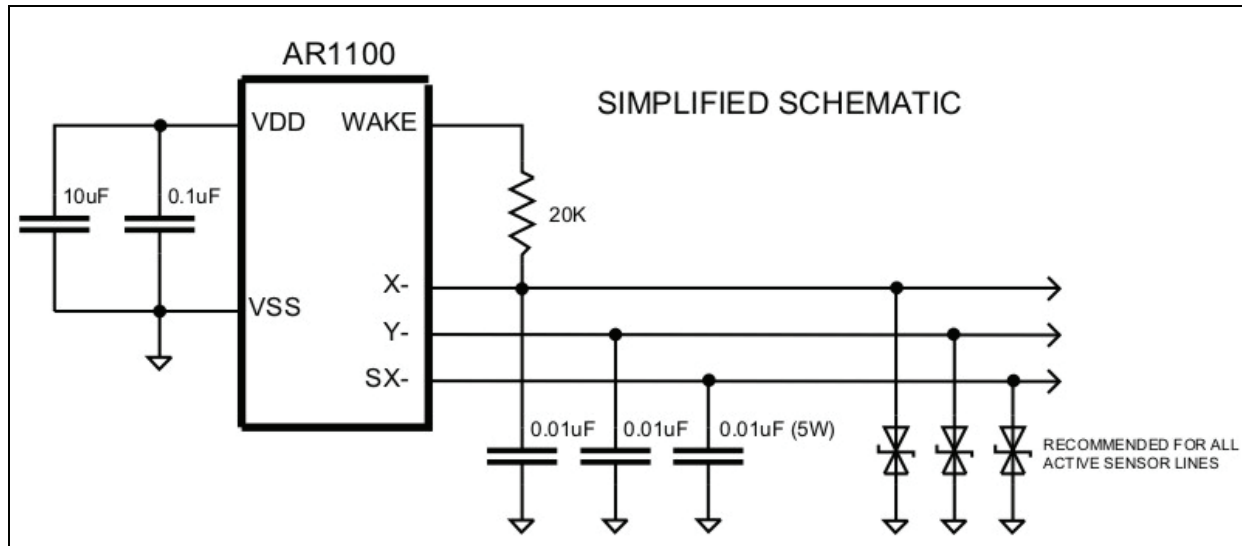 AR1100
SIMPLIFIED SCHEMATIC
VDD
WAKE
10uF
0.1uF
20K
X-
VSS
Y-
SX-
0.01uF
0.01uF
0.01uF (5W)
RECOMMENDED FOR ALL
ACTIVE SENSOR LINES